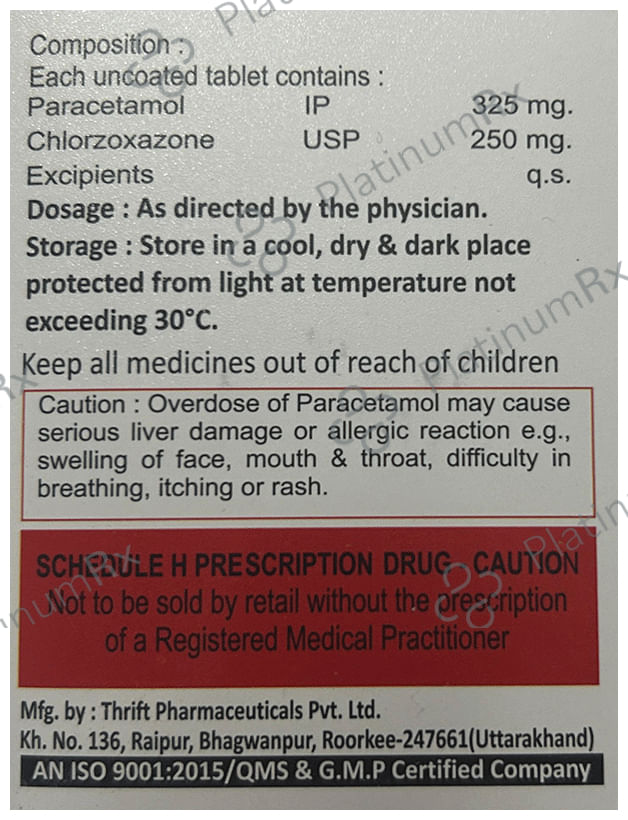 Composition :
Each uncoated tablet contains :
Paracetamol IP 325 mg.
Chlorzoxazone USP 250 mg.
Excipients q.s.
Dosage : As directed by the physician.
Storage : Store in a cool, dry & dark place
protected from light at temperature not
exceeding 30°C.
Keep all medicines out of reach of children
Caution : Overdose of Paracetamol may cause
serious liver damage or allergic reaction e.g.,
swelling of face, mouth & throat, difficulty in
breathing, itching or rash.
SCHEDULE H PRESCRIPTION DRUG - CAUTION
Not to be sold by retail without the prescription
of a Registered Medical Practitioner
Mfg. by : Thrift Pharmaceuticals Pvt. Ltd.
Kh. No. 136, Raipur, Bhagwanpur, Roorkee-247661(Uttarakhand)
AN ISO 9001:2015/QMS & G.M.P Certified Company
PlatinumRx
PlatinumRx